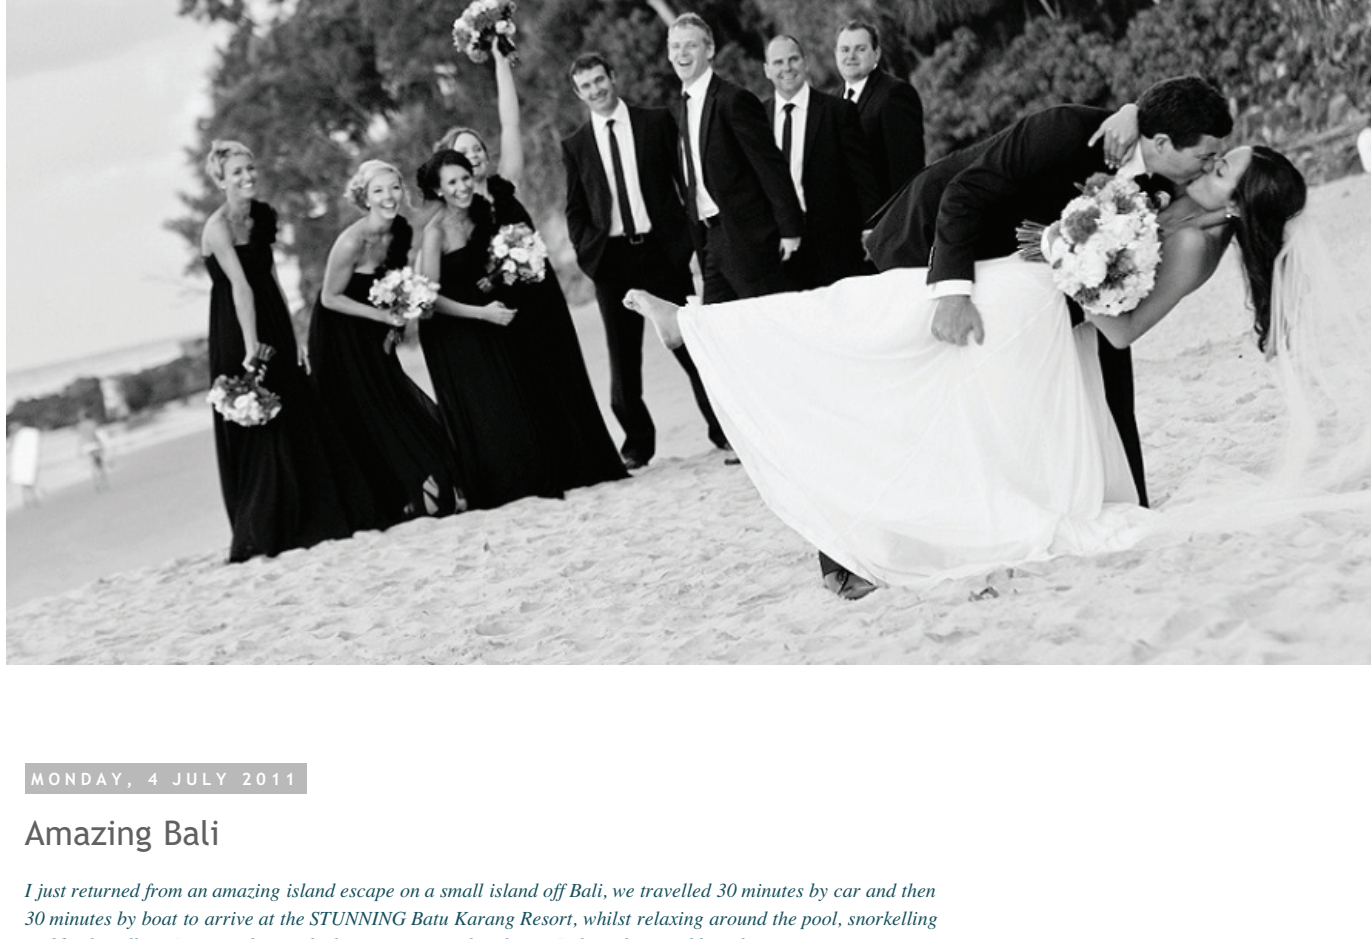 MONDAY, 4 JULY 2011
Amazing Bali
I just returned from an amazing island escape on a small island off Bali, we travelled 30 minutes by car and then
30 minutes by boat to arrive at the STUNNING Batu Karang Resort, whilst relaxing around the pool, snorkelling